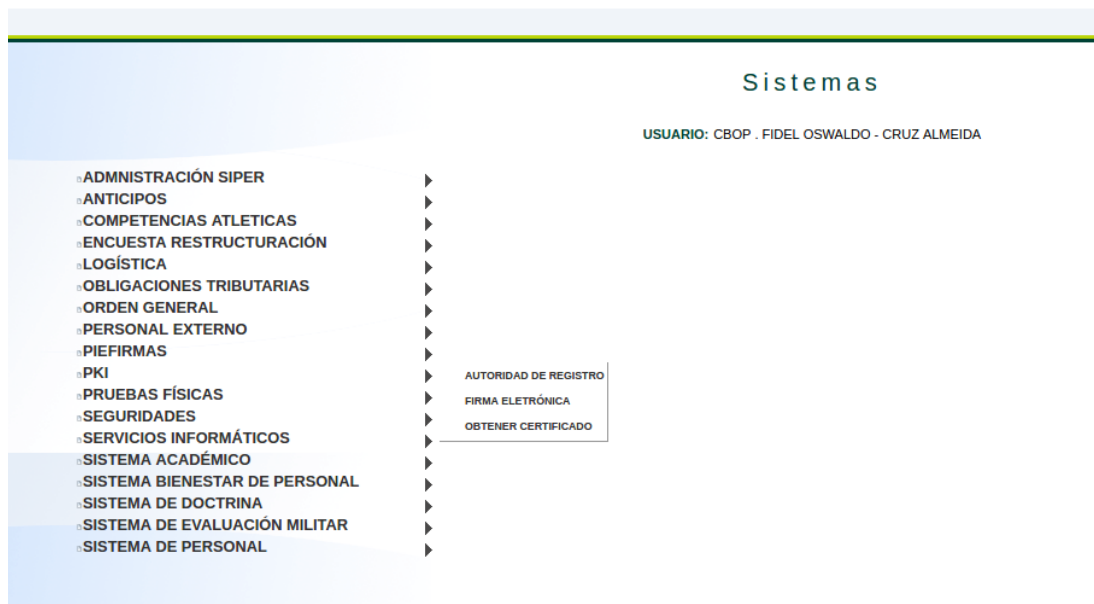 Sistemas
USUARIO: CBOP . FIDEL OSWALDO - CRUZ ALMEIDA
ADMNISTRACIÓN SIPER
ANTICIPOS
COMPETENCIAS ATLETICAS
ENCUESTA RESTRUCTURACIÓN
LOGÍSTICA
OBLIGACIONES TRIBUTARIAS
ORDEN GENERAL
PERSONAL EXTERNO
PIEFIRMAS
PKI
AUTORIDAD DE REGISTRO
FIRMA ELETRÓNICA
OBTENER CERTIFICADO
PRUEBAS FÍSICAS
SEGURIDADES
SERVICIOS INFORMÁTICOS
SISTEMA ACADÉMICO
SISTEMA BIENESTAR DE PERSONAL
SISTEMA DE DOCTRINA
SISTEMA DE EVALUACIÓN MILITAR
SISTEMA DE PERSONAL